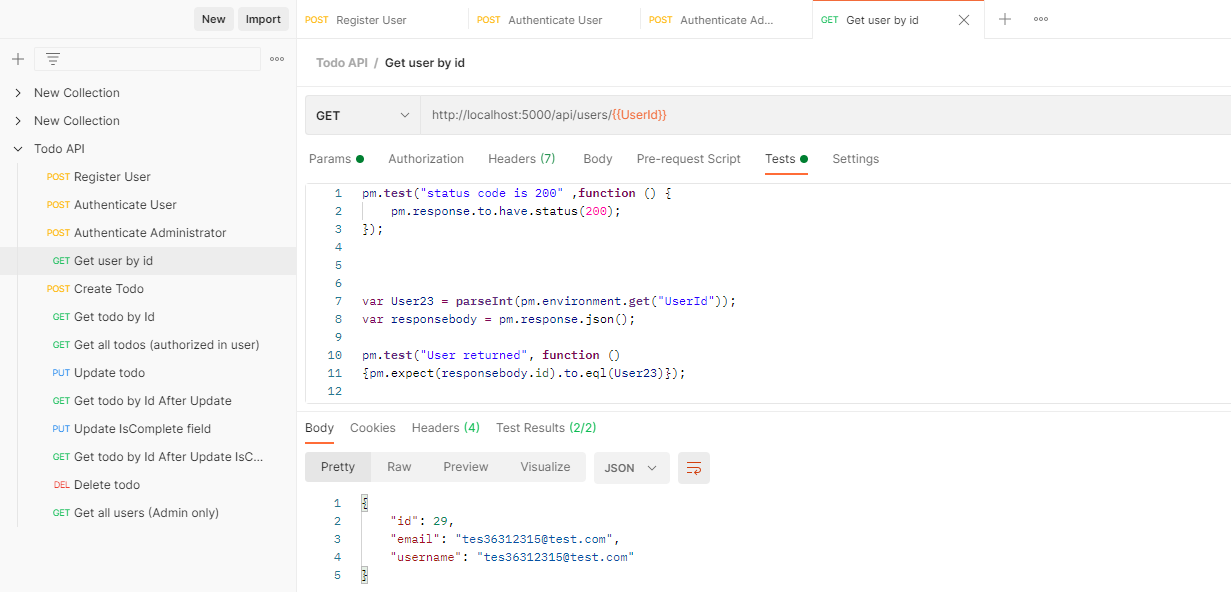 New Import
POST Register User POST Authenticate User POST Authenticate Ad... GET Get user by id
Todo API / Get user by id
New Collection
New Collection
Todo API
POST Register User
POST Authenticate User
POST Authenticate Administrator
GET Get user by id
POST Create Todo
GET Get todo by Id
GET Get all todos (authorized in user)
PUT Update todo
GET Get todo by Id After Update
PUT Update IsComplete field
GET Get todo by Id After Update IsC...
DEL Delete todo
GET Get all users (Admin only)
GET http://localhost:5000/api/users/{{UserId}}
Params Authorization Headers (7) Body Pre-request Script Tests Settings
1 pm.test("status code is 200" ,function () {
2 pm.response.to.have.status(200);
3 });
4
5
6
7 var User23 = parseInt(pm.environment.get("UserId"));
8 var responsebody = pm.response.json();
9
10 pm.test("User returned", function ()
11 {pm.expect(responsebody.id).to.eql(User23)});
12
Body Cookies Headers (4) Test Results (2/2)
Pretty Raw Preview Visualize JSON
1 {
2 "id": 29,
3 "email": "tes36312315@test.com",
4 "username": "tes36312315@test.com"
5 }